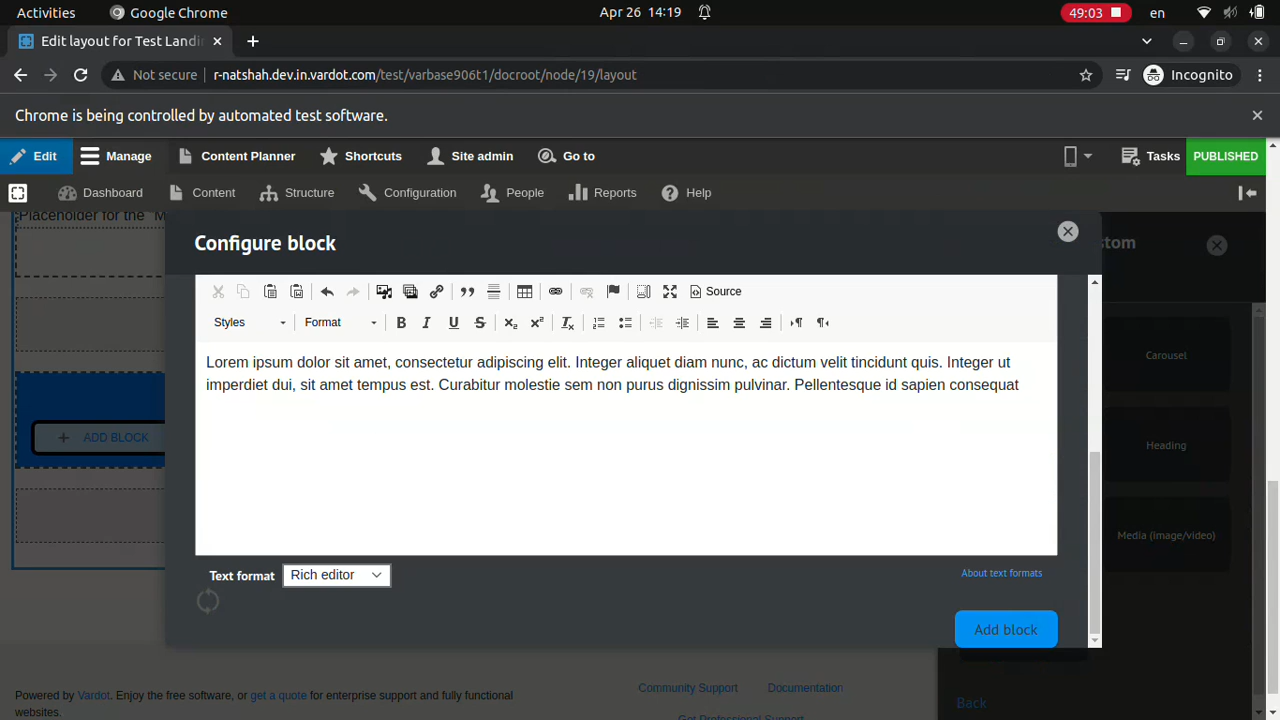 Activities Google Chrome Apr 26 14:19 49:03 en
Edit layout for Test Landin
Not secure r-natshah.dev.in.vardot.com/test/varbase906t1/docroot/node/19/layout Incognito
Chrome is being controlled by automated test software.
Edit Manage Content Planner Shortcuts Site admin Go to Tasks PUBLISHED
Dashboard Content Structure Configuration People Reports Help
Placeholder for the "M
Configure block
stom
Source
Styles Format
Lorem ipsum dolor sit amet, consectetur adipiscing elit. Integer aliquet diam nunc, ac dictum velit tincidunt quis. Integer ut
imperdiet dui, sit amet tempus est. Curabitur molestie sem non purus dignissim pulvinar. Pellentesque id sapien consequat
Carousel
ADD BLOCK
Heading
Media (Image/video)
Text format Rich editor About text formats
Add block
Powered by Vardot. Enjoy the free software, or get a quote for enterprise support and fully functional
websites.
Community Support Documentation
Get Professional Support
Back